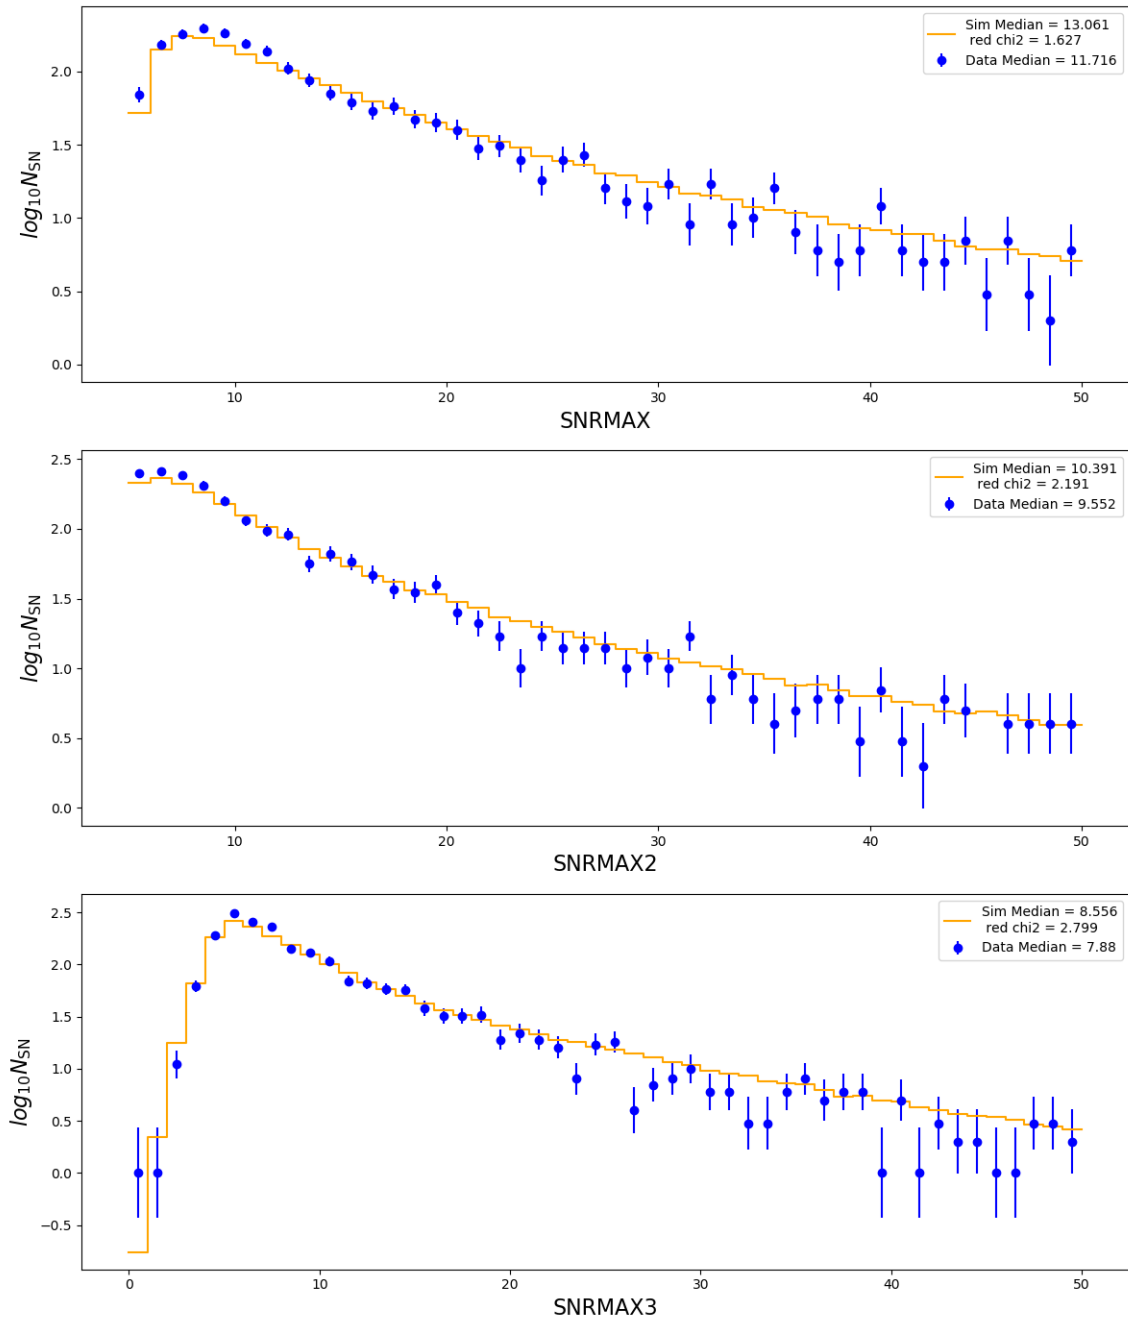 Sim Median = 13.061
red chi2 = 1.627
Data Median = 11.716
2.0
1.5
1.0
0.5
0.0
log₁₀N_SN
10 20 30 40 50
SNRMAX
Sim Median = 10.391
red chi2 = 2.191
Data Median = 9.552
2.5
2.0
1.5
1.0
0.5
0.0
log₁₀N_SN
10 20 30 40 50
SNRMAX2
Sim Median = 8.556
red chi2 = 2.799
Data Median = 7.88
2.5
2.0
1.5
1.0
0.5
0.0
−0.5
log₁₀N_SN
0 10 20 30 40 50
SNRMAX3